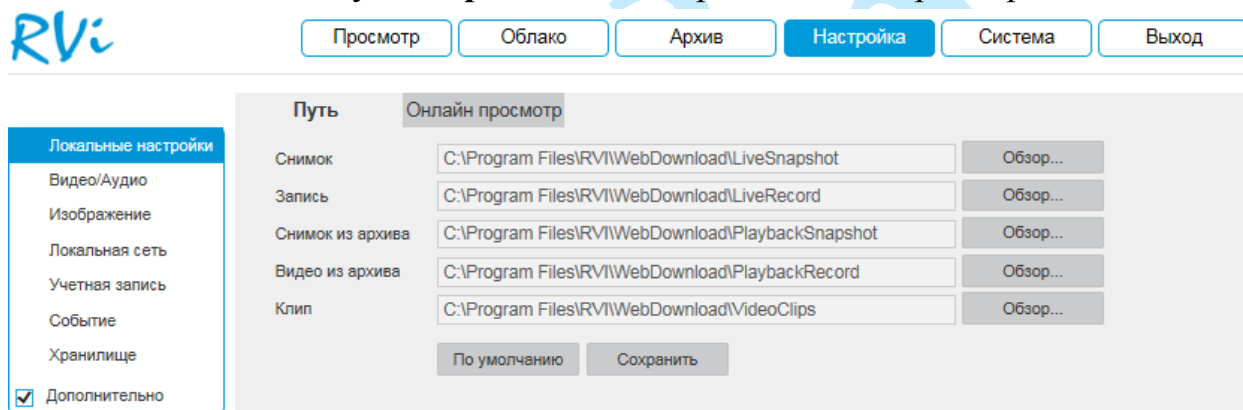 RVi
Просмотр Облако Архив Настройка Система Выход
Путь Онлайн просмотр
Локальные настройки
Видео/Аудио
Изображение
Локальная сеть
Учетная запись
Событие
Хранилище
Дополнительно
Снимок C:\Program Files\RVI\WebDownload\LiveSnapshot Обзор...
Запись C:\Program Files\RVI\WebDownload\LiveRecord Обзор...
Снимок из архива C:\Program Files\RVI\WebDownload\PlaybackSnapshot Обзор...
Видео из архива C:\Program Files\RVI\WebDownload\PlaybackRecord Обзор...
Клип C:\Program Files\RVI\WebDownload\VideoClips Обзор...
По умолчанию Сохранить